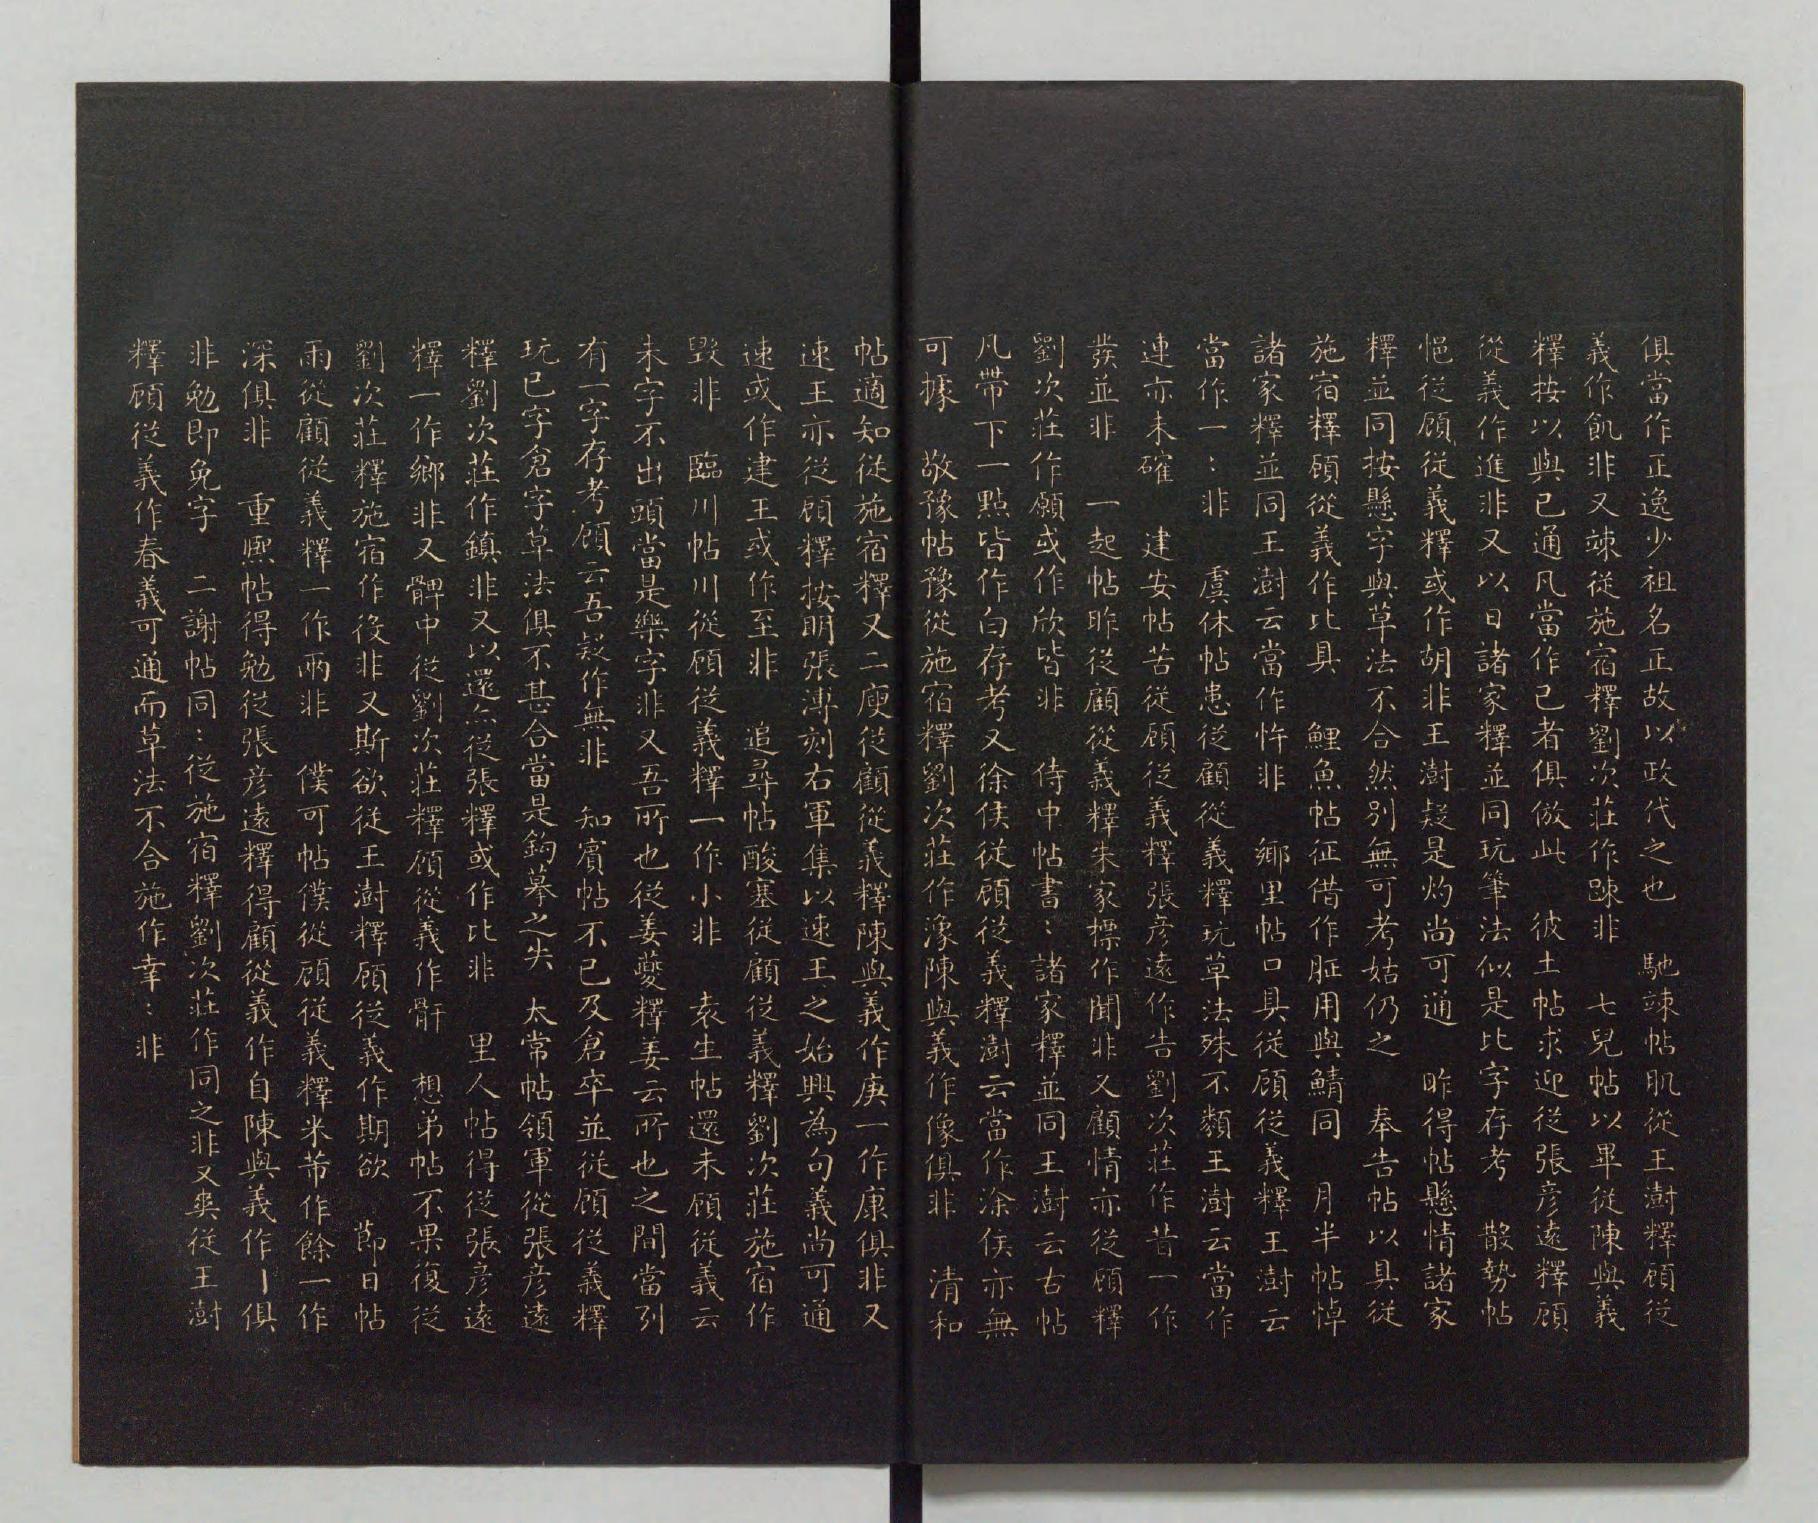 俱當作正逸少祖名正故以政代之也　馳竦帖肌從王澍釋顧從
義作飢非又竦從施宿釋劉次莊作踈非　七兒帖以畢從陳與義
釋按以與已通凡當作已者俱倣此　彼土帖求迎從張彦遠釋顧
從義作進非又以日諸家釋並同玩筆法似是比字存考　散勢帖
悒從顧從義釋或作胡非王澍疑是灼尚可通　昨得帖懸情諸家
釋並同按懸字與草法不合然別無可考姑仍之　奉告帖以具從
施宿釋顧從義作比具　鯉魚帖征借作胵用與鯖同　月半帖悼
諸家釋並同王澍云當作忤非　鄉里帖口具從顧從義釋王澍云
當作一：非　虞休帖患從顧從義釋玩草法殊不類王澍云當作
連亦未確　建安帖苦從顧從義釋張彦遠作告劉次莊作昔一作
發並非　一起帖昨從顧從義釋朱家標作聞非又顧情亦從顧釋
劉次莊作願或作欣皆非　侍中帖書：諸家釋並同王澍云古帖
凡帶下一點皆作白存考又徐侯從顧從義釋澍云當作涂侯亦無
可據　敬豫帖豫從施宿釋劉次莊作潒陳與義作像俱非　清和
帖適知從施宿釋又二庾從顧從義釋陳與義作庚一作康俱非又
速王亦從顧釋按明張溥刻右軍集以速王之始興為句義尚可通
速或作建王或作至非　追尋帖酸塞從顧從義釋劉次莊施宿作
毀非　臨川帖川從顧從義釋一作小非　袁生帖還未顧從義云
未字不出頭當是樂字非又吾所也從姜夔釋姜云所也之間當列
有一字存考顧云吾疑作無非　知賓帖不已及倉卒並從顧從義釋
玩已字倉字草法俱不甚合當是鉤摹之失　太常帖領軍從張彦遠
釋劉次莊作鎮非又以還從張釋或作比非　里人帖得從張彦遠
釋一作鄉非又髀中從劉次莊釋顧從義作骭　想弟帖不果復從
劉次莊釋施宿作後非又斯欲從王澍釋顧從義作期欲　節日帖
雨從顧從義釋一作兩非　僕可帖僕從顧從義釋米芾作餘一作
深俱非　重熙帖得勉從張彦遠釋得顧從義作自陳與義作丨俱
非勉即免字　二謝帖同：從施宿釋劉次莊作同之非又奭從王澍
釋顧從義作春義可通而草法不合施作幸：非